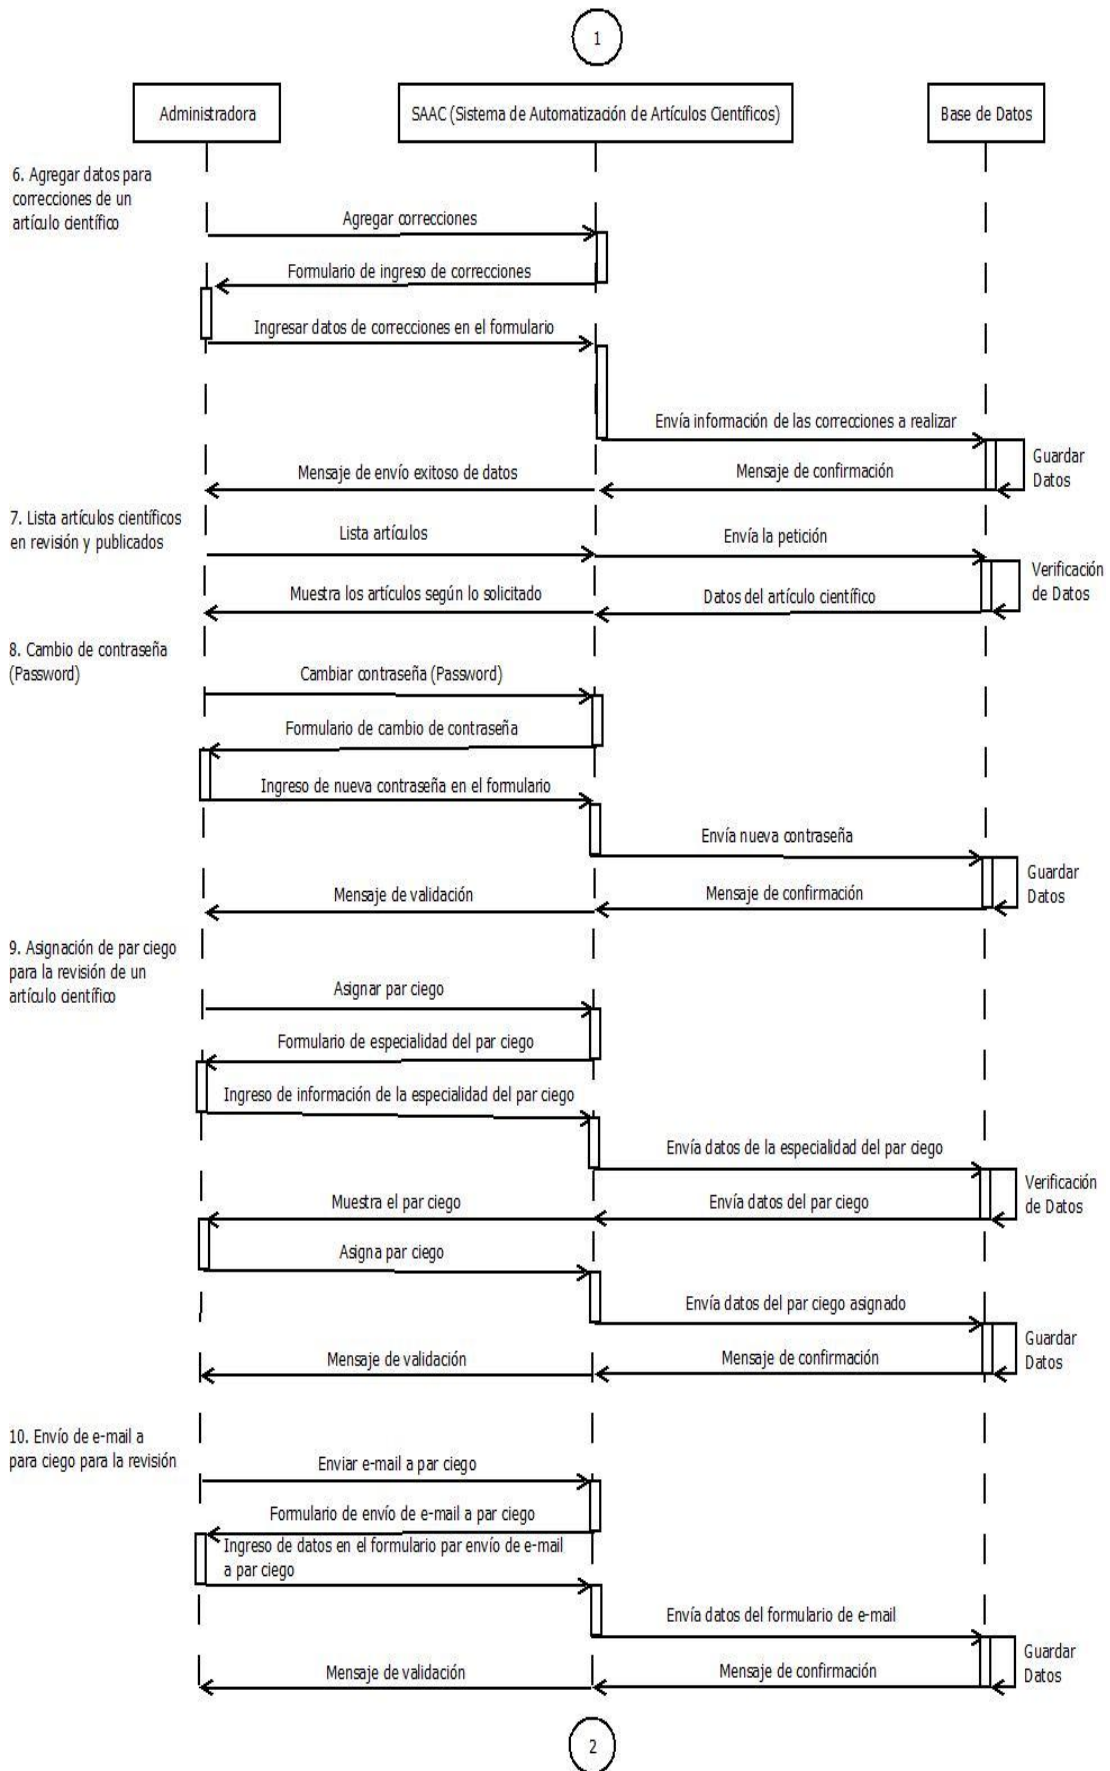 1
Administradora
SAAC (Sistema de Automatización de Artículos Científicos)
Base de Datos
6. Agregar datos para
correcciones de un
artículo científico
Agregar correcciones
Formulario de ingreso de correcciones
Ingresar datos de correcciones en el formulario
Envía información de las correcciones a realizar
Guardar
Datos
Mensaje de envío exitoso de datos
Mensaje de confirmación
7. Lista artículos científicos
en revisión y publicados
Lista artículos
Envía la petición
Verificación
de Datos
Muestra los artículos según lo solicitado
Datos del artículo científico
8. Cambio de contraseña
(Password)
Cambiar contraseña (Password)
Formulario de cambio de contraseña
Ingreso de nueva contraseña en el formulario
Envía nueva contraseña
Guardar
Datos
Mensaje de validación
Mensaje de confirmación
9. Asignación de par ciego
para la revisión de un
artículo científico
Asignar par ciego
Formulario de especialidad del par ciego
Ingreso de información de la especialidad del par ciego
Envía datos de la especialidad del par ciego
Verificación
de Datos
Muestra el par ciego
Envía datos del par ciego
Asigna par ciego
Envía datos del par ciego asignado
Guardar
Datos
Mensaje de validación
Mensaje de confirmación
10. Envío de e-mail a
para ciego para la revisión
Enviar e-mail a par ciego
Formulario de envío de e-mail a par ciego
Ingreso de datos en el formulario par envío de e-mail
a par ciego
Envía datos del formulario de e-mail
Guardar
Datos
Mensaje de validación
Mensaje de confirmación
2